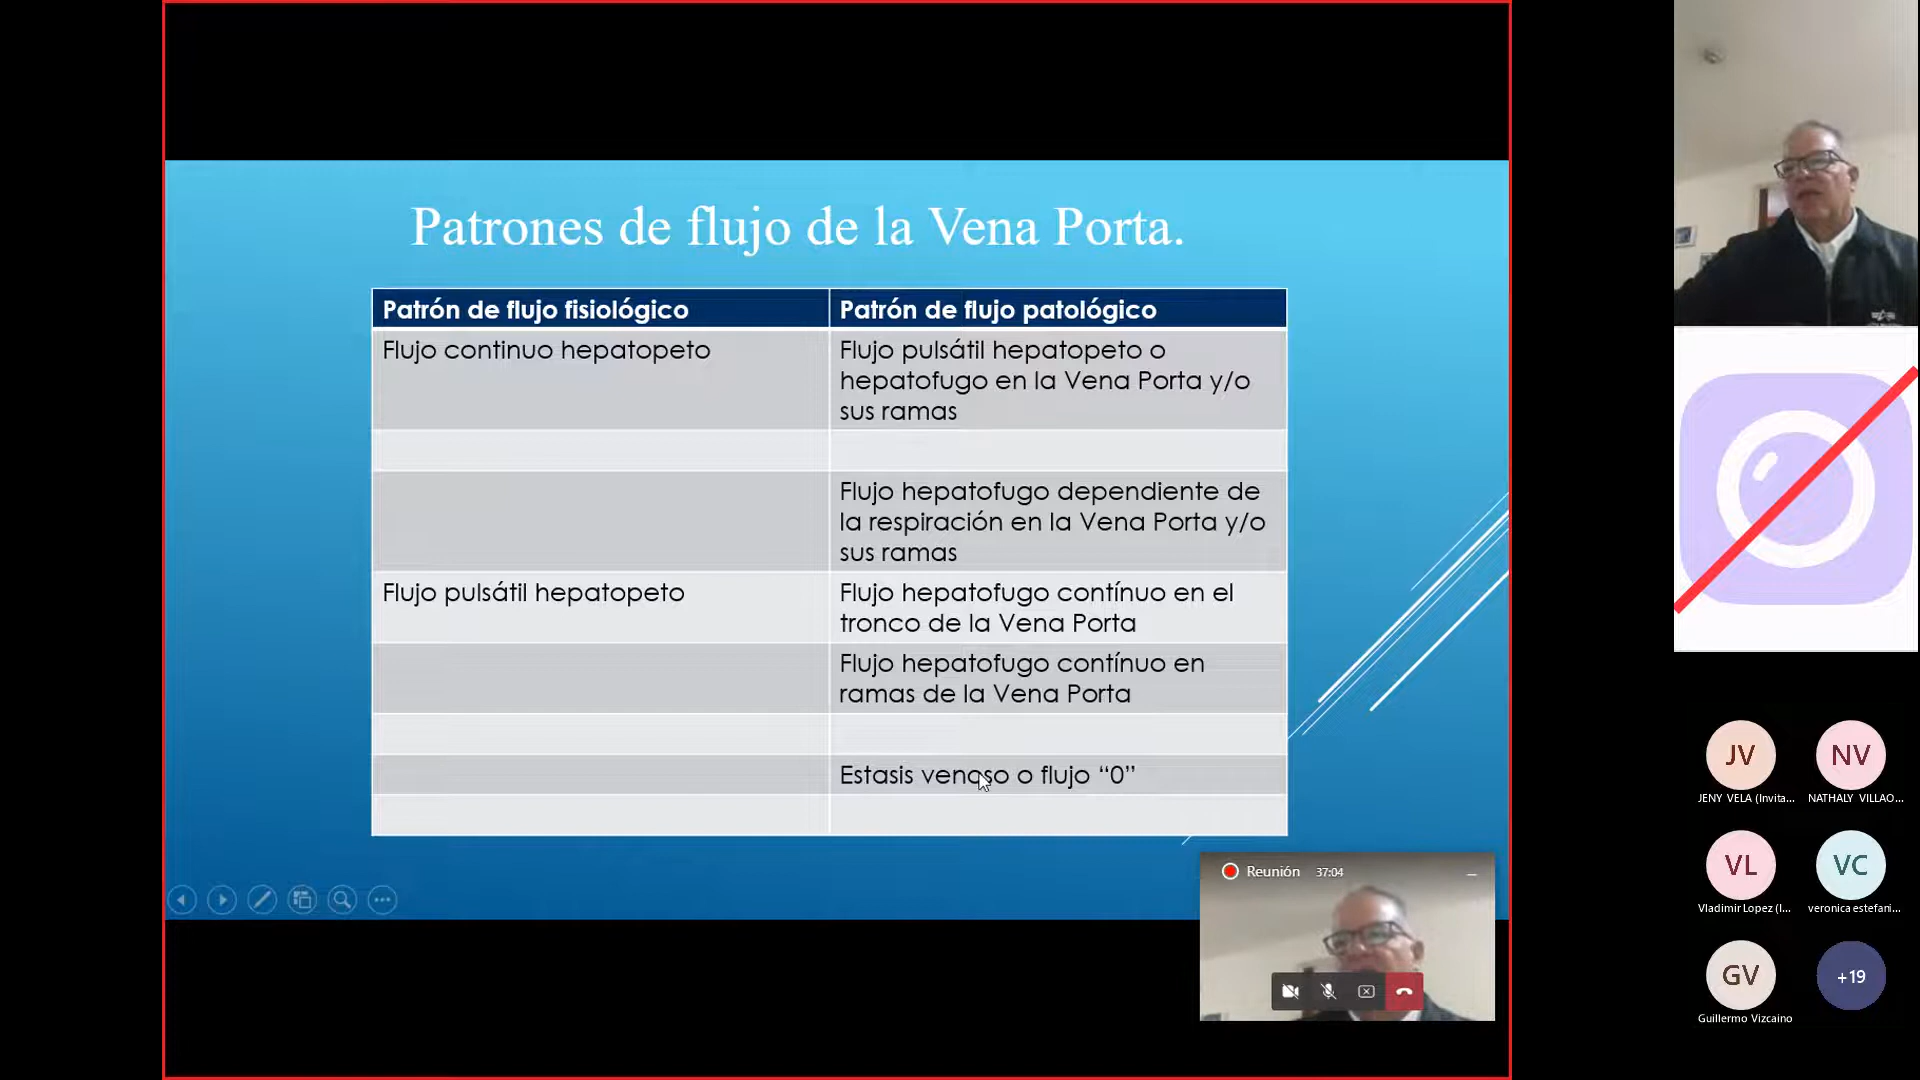 Patrones de flujo de la Vena Porta.
Patrón de flujo fisiológico
Patrón de flujo patológico
Flujo continuo hepatopeto
Flujo pulsátil hepatopeto o
hepatofugo en la Vena Porta y/o
sus ramas
Flujo hepatofugo dependiente de
la respiración en la Vena Porta y/o
sus ramas
Flujo pulsátil hepatopeto
Flujo hepatofugo contínuo en el
tronco de la Vena Porta
Flujo hepatofugo contínuo en
ramas de la Vena Porta
Estasis venoso o flujo “0”
Reunión 37:04
JV
JENY VELA (Invita...
NV
NATHALY VILLAO...
VL
Vladimir Lopez (I...
VC
veronica estefani...
GV
Guillermo Vizcaino
+19